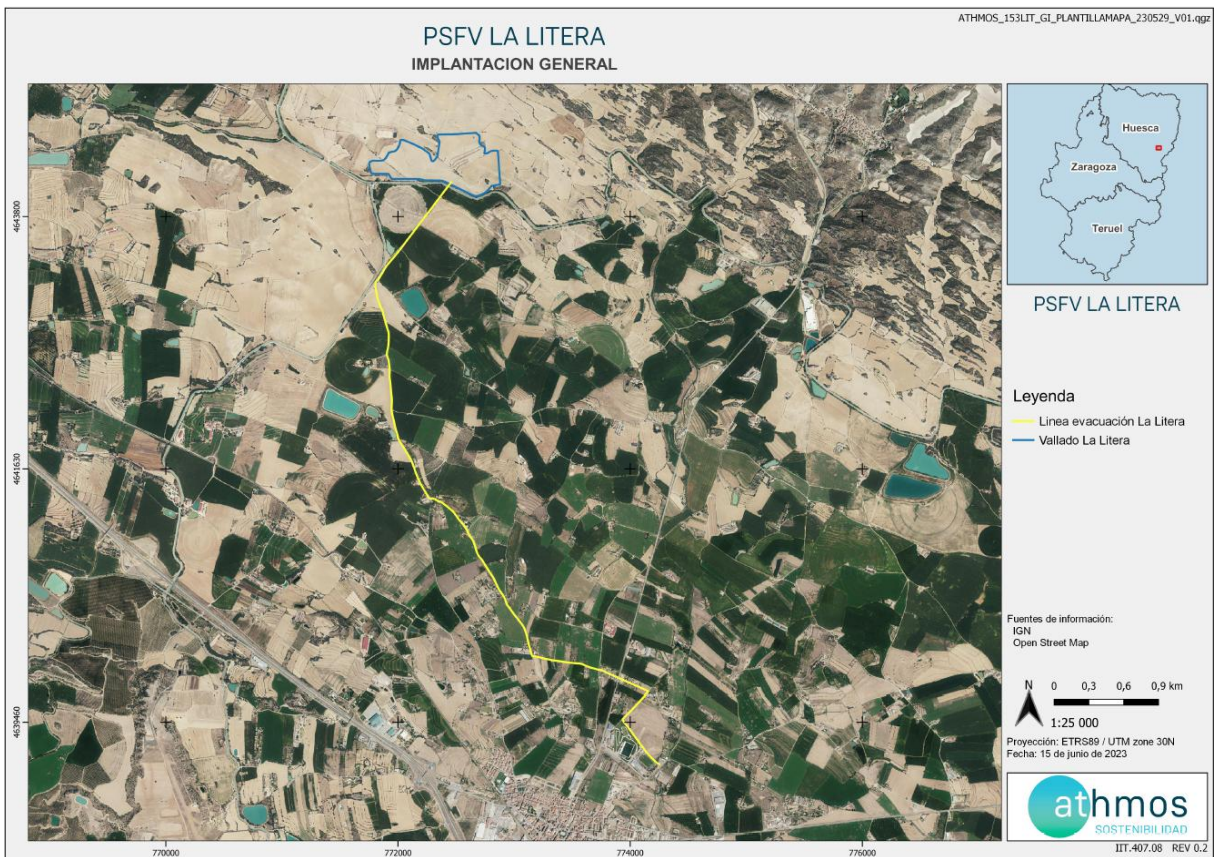 ATHMOS_153LIT_GI_PLANTILLAMAPA_230529_V01.qgz
PSFV LA LITERA
IMPLANTACION GENERAL
Huesca
Zaragoza
Teruel
PSFV LA LITERA
Leyenda
Linea evacuación La Litera
Vallado La Litera
Fuentes de información:
IGN
Open Street Map
N
0 0,3 0,6 0,9 km
1:25 000
Proyección: ETRS89 / UTM zone 30N
Fecha: 15 de junio de 2023
athmos
SOSTENIBILIDAD
IIT.407.08 REV 0.2
4643800
4641630
4639460
770000 772000 774000 776000